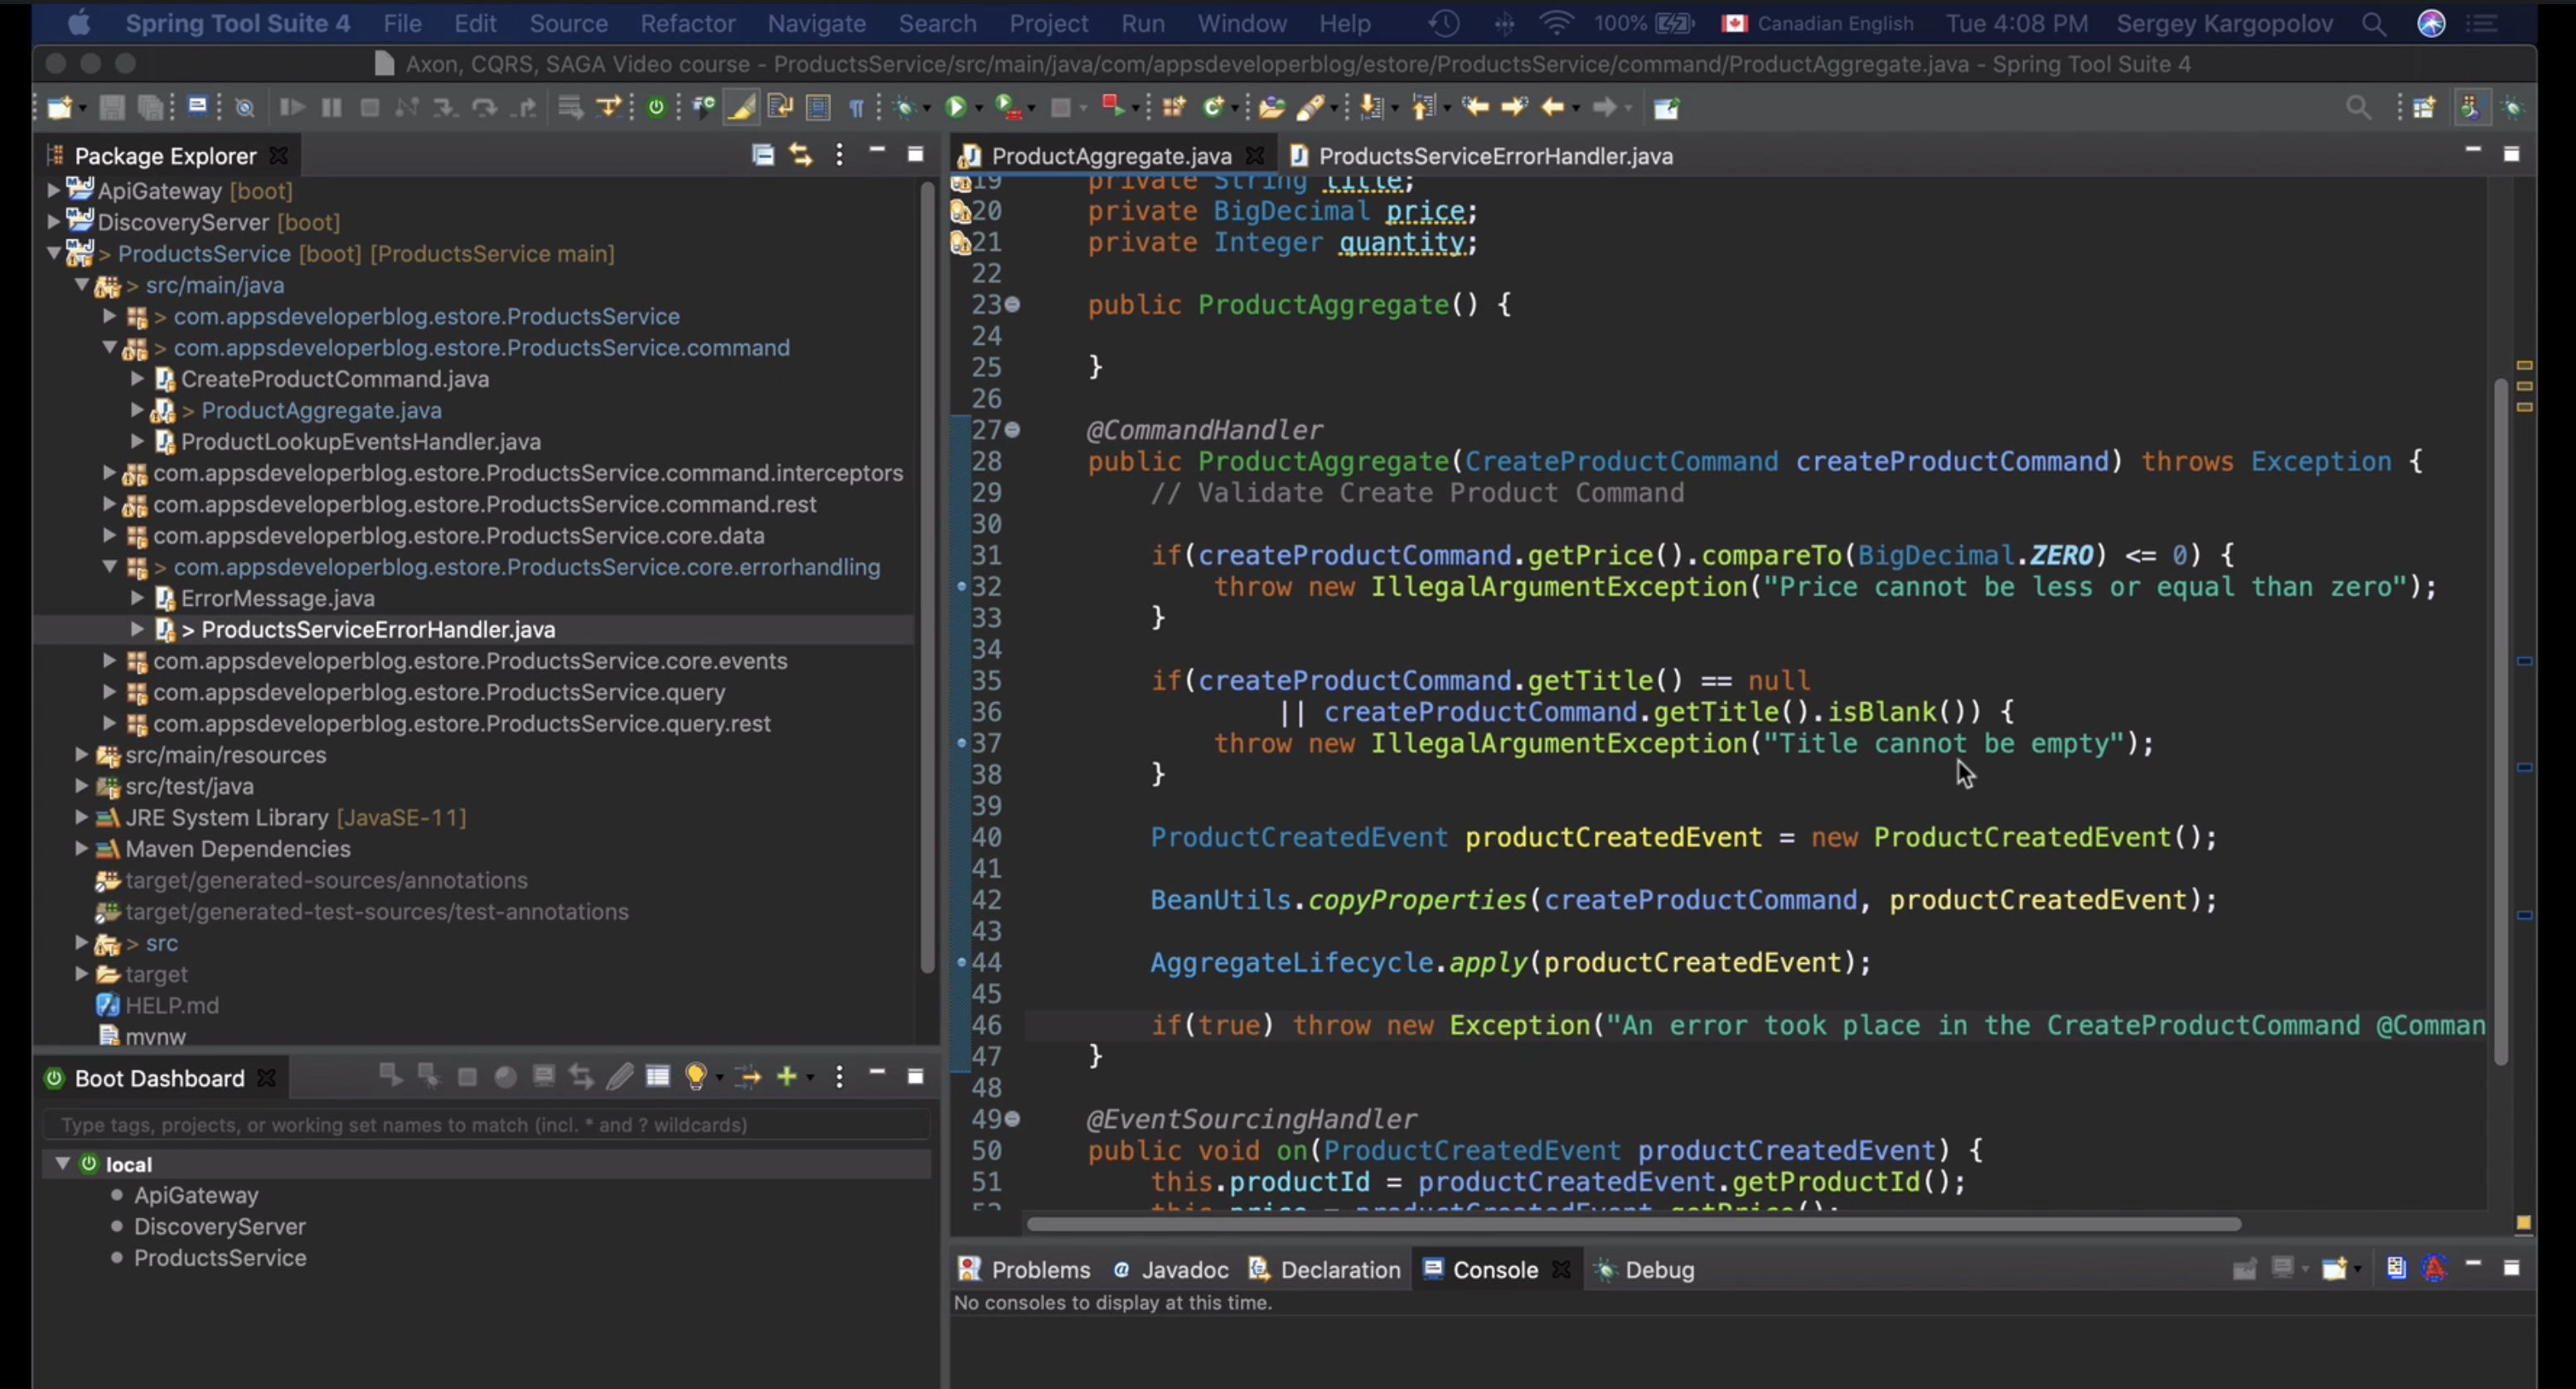 Spring Tool Suite 4 File Edit Source Refactor Navigate Search Project Run Window Help 100% Canadian English Tue 4:08 PM Sergey Kargopolov
Axon, CQRS, SAGA Video course - ProductsService/src/main/java/com/appsdeveloperblog/estore/ProductsService/command/ProductAggregate.java - Spring Tool Suite 4
Package Explorer
ApiGateway [boot]
DiscoveryServer [boot]
> ProductsService [boot] [ProductsService main]
> src/main/java
> com.appsdeveloperblog.estore.ProductsService
> com.appsdeveloperblog.estore.ProductsService.command
CreateProductCommand.java
> ProductAggregate.java
ProductLookupEventsHandler.java
com.appsdeveloperblog.estore.ProductsService.command.interceptors
com.appsdeveloperblog.estore.ProductsService.command.rest
com.appsdeveloperblog.estore.ProductsService.core.data
> com.appsdeveloperblog.estore.ProductsService.core.errorhandling
ErrorMessage.java
> ProductsServiceErrorHandler.java
com.appsdeveloperblog.estore.ProductsService.core.events
com.appsdeveloperblog.estore.ProductsService.query
com.appsdeveloperblog.estore.ProductsService.query.rest
src/main/resources
src/test/java
JRE System Library [JavaSE-11]
Maven Dependencies
target/generated-sources/annotations
target/generated-test-sources/test-annotations
> src
target
HELP.md
mvnw
Boot Dashboard
Type tags, projects, or working set names to match (incl. * and ? wildcards)
local
ApiGateway
DiscoveryServer
ProductsService
ProductAggregate.java ProductsServiceErrorHandler.java
19 private String title;
20 private BigDecimal price;
21 private Integer quantity;
22
23 public ProductAggregate() {
24
25 }
26
27 @CommandHandler
28 public ProductAggregate(CreateProductCommand createProductCommand) throws Exception {
29 // Validate Create Product Command
30
31 if(createProductCommand.getPrice().compareTo(BigDecimal.ZERO) <= 0) {
32 throw new IllegalArgumentException("Price cannot be less or equal than zero");
33 }
34
35 if(createProductCommand.getTitle() == null
36 || createProductCommand.getTitle().isBlank()) {
37 throw new IllegalArgumentException("Title cannot be empty");
38 }
39
40 ProductCreatedEvent productCreatedEvent = new ProductCreatedEvent();
41
42 BeanUtils.copyProperties(createProductCommand, productCreatedEvent);
43
44 AggregateLifecycle.apply(productCreatedEvent);
45
46 if(true) throw new Exception("An error took place in the CreateProductCommand @Comman
47 }
48
49 @EventSourcingHandler
50 public void on(ProductCreatedEvent productCreatedEvent) {
51 this.productId = productCreatedEvent.getProductId();
52 this.price = productCreatedEvent.getPrice();
Problems @ Javadoc Declaration Console Debug
No consoles to display at this time.